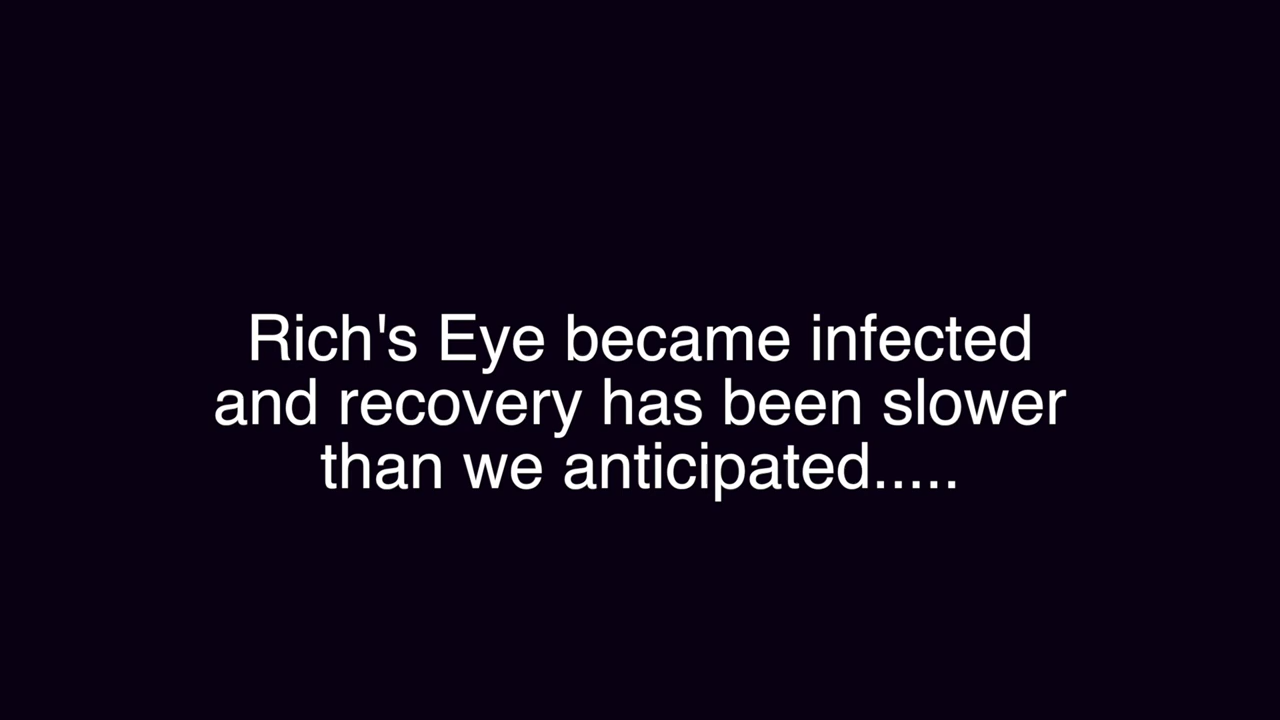 Rich's Eye became infected
and recovery has been slower
than we anticipated.....